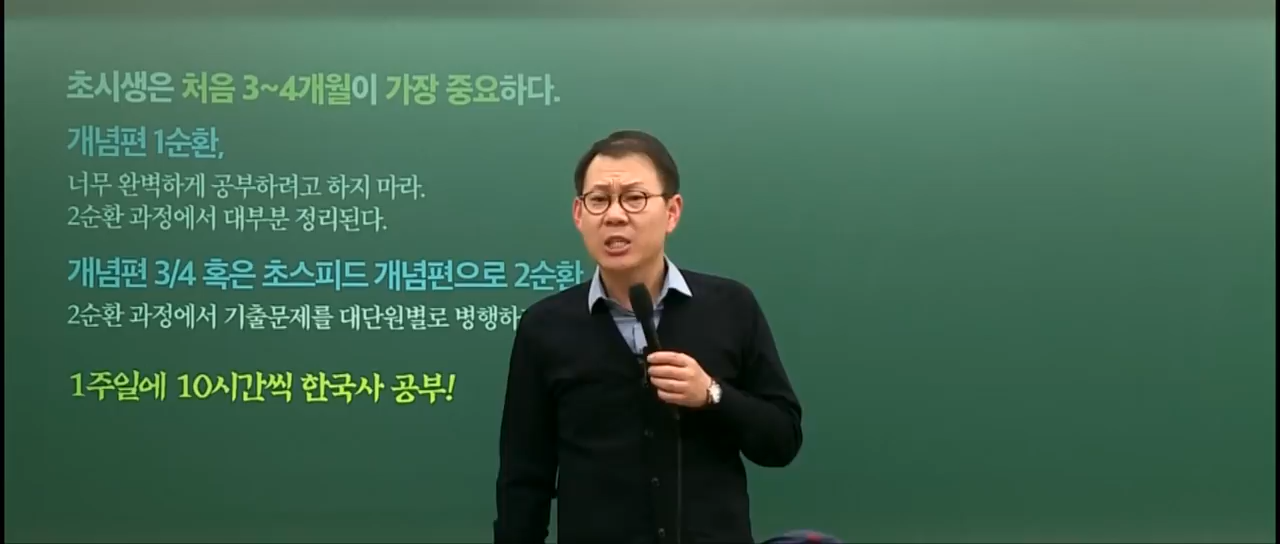 초시생은 처음 3~4개월이 가장 중요하다.
개념편 1순환,
너무 완벽하게 공부하려고 하지 마라.
2순환 과정에서 대부분 정리된다.
개념편 3/4 혹은 초스피드 개념편으로 2순환
2순환 과정에서 기출문제를 대단원별로
1주일에 10시간씩 한국사 공부!